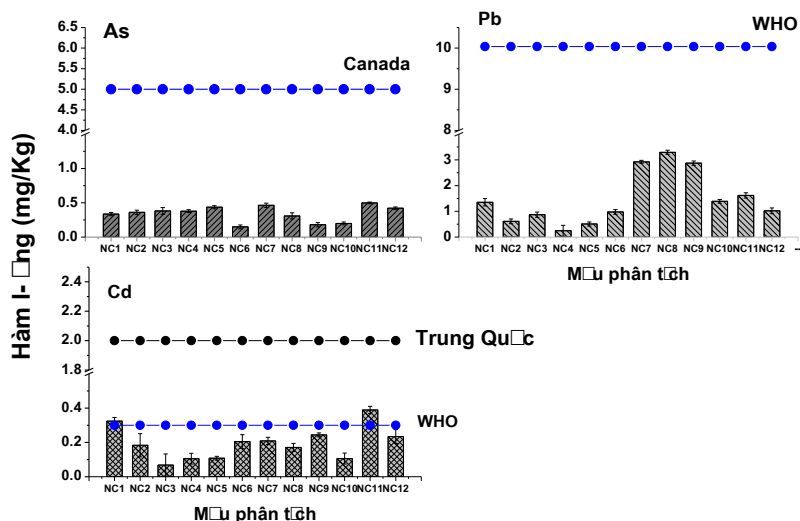 As
Canada
6.5
6.0
5.5
5.0
4.5
4.0
1.0
0.5
0.0
NC1 NC2 NC3 NC4 NC5 NC6 NC7 NC8 NC9 NC10 NC11 NC12
Pb
WHO
10
9
8
3
2
1
0
NC1 NC2 NC3 NC4 NC5 NC6 NC7 NC8 NC9 NC10 NC11 NC12
M□u phân t□ch
Hàm l-□ng (mg/Kg)
Cd
Trung Qu□c
WHO
2.4
2.2
2.0
1.8
0.4
0.2
0.0
NC1 NC2 NC3 NC4 NC5 NC6 NC7 NC8 NC9 NC10 NC11 NC12
M□u phân t□ch